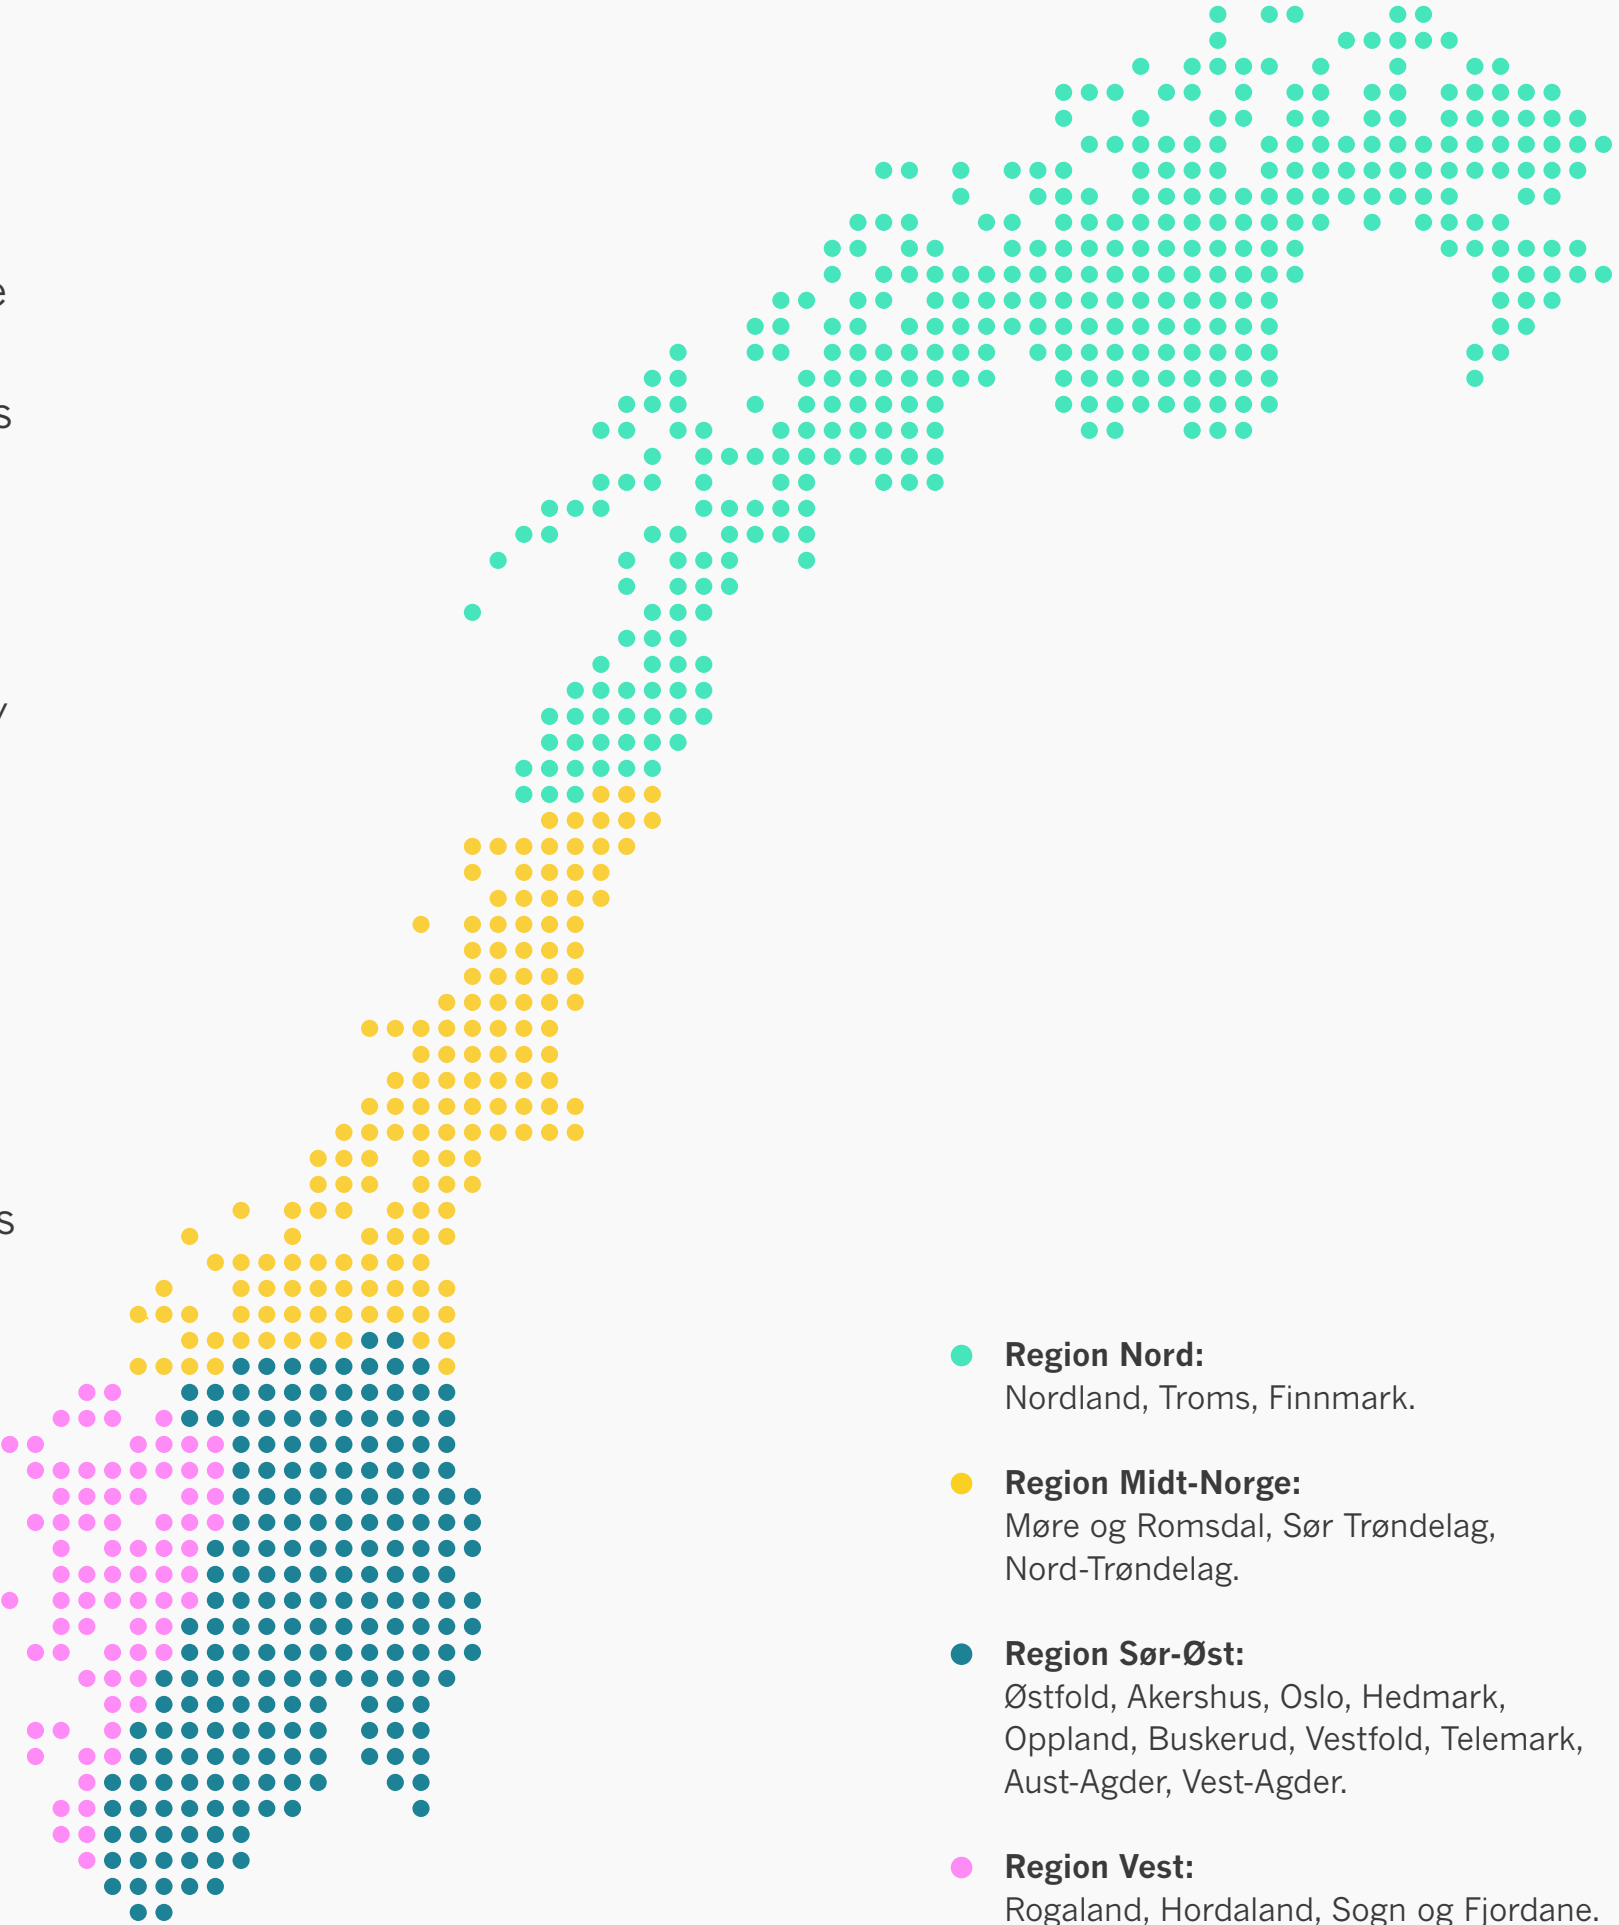 e
s
y
s
Region Nord:
Nordland, Troms, Finnmark.
Region Midt-Norge:
Møre og Romsdal, Sør Trøndelag,
Nord-Trøndelag.
Region Sør-Øst:
Østfold, Akershus, Oslo, Hedmark,
Oppland, Buskerud, Vestfold, Telemark,
Aust-Agder, Vest-Agder.
Region Vest:
Rogaland, Hordaland, Sogn og Fjordane.